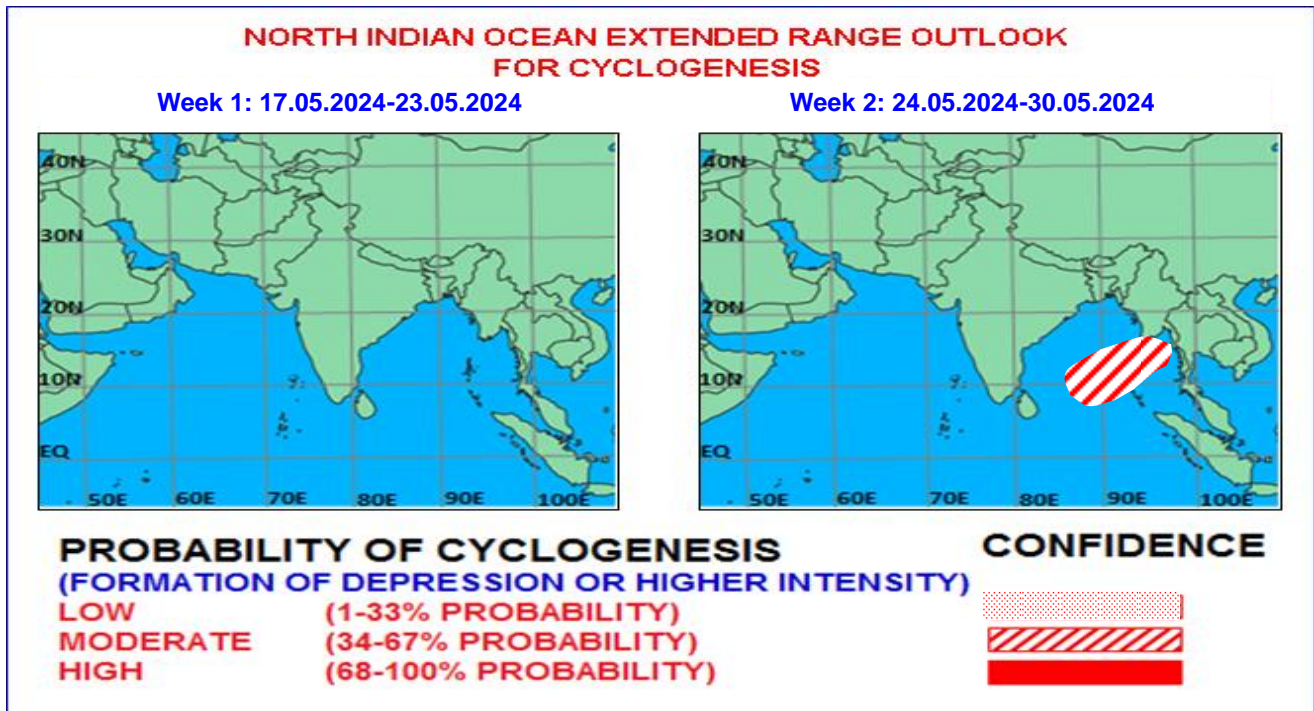 NORTH INDIAN OCEAN EXTENDED RANGE OUTLOOK
FOR CYCLOGENESIS
Week 1: 17.05.2024-23.05.2024
40N
30N
20N
10N
EQ
50E 60E 70E 80E 90E 100E
Week 2: 24.05.2024-30.05.2024
40N
30N
20N
10N
EQ
50E 60E 70E 80E 90E 100E
PROBABILITY OF CYCLOGENESIS CONFIDENCE
(FORMATION OF DEPRESSION OR HIGHER INTENSITY)
LOW (1-33% PROBABILITY)
MODERATE (34-67% PROBABILITY)
HIGH (68-100% PROBABILITY)